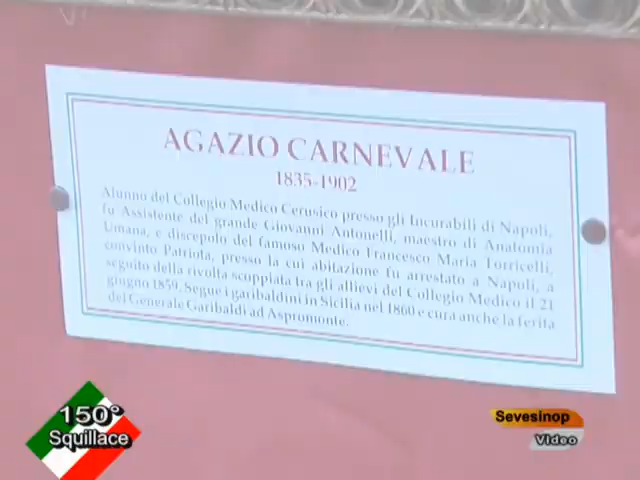 AGAZIO CARNEVALE
1835-1902
Alunno del Collegio Medico Cerusico presso gli Incurabili di Napoli,
fu Assistente del grande Giovanni Antonelli, maestro di Anatomia
Umana, e discepolo del famoso Medico Francesco Maria Torricelli,
convinto Patriota, presso la cui abitazione fu arrestato a Napoli, a
seguito della rivolta scoppiata tra gli allievi del Collegio Medico il 21
giugno 1859. Segue i garibaldini in Sicilia nel 1860 e cura anche la ferita
del Generale Garibaldi ad Aspromonte.
150°
Squillace
Sevesinop
Video